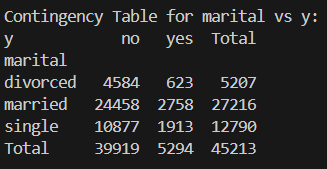 Contingency Table for marital vs y:
y            no   yes  Total
marital
divorced   4584   623   5207
married   24458  2758  27216
single    10877  1913  12790
Total     39919  5294  45213